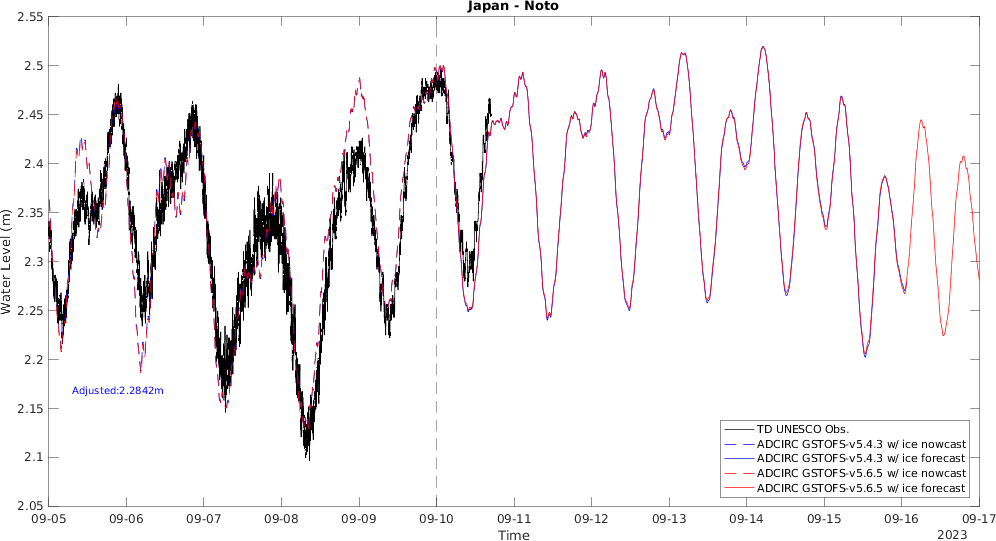 Japan - Noto
2.55
2.5
2.45
2.4
2.35
2.3
2.25
2.2
2.15
2.1
2.05
Water Level (m)
Adjusted:2.2842m
TD UNESCO Obs.
ADCIRC GSTOFS-v5.4.3 w/ ice nowcast
ADCIRC GSTOFS-v5.4.3 w/ ice forecast
ADCIRC GSTOFS-v5.6.5 w/ ice nowcast
ADCIRC GSTOFS-v5.6.5 w/ ice forecast
09-05 09-06 09-07 09-08 09-09 09-10 09-11 09-12 09-13 09-14 09-15 09-16 09-17
Time
2023